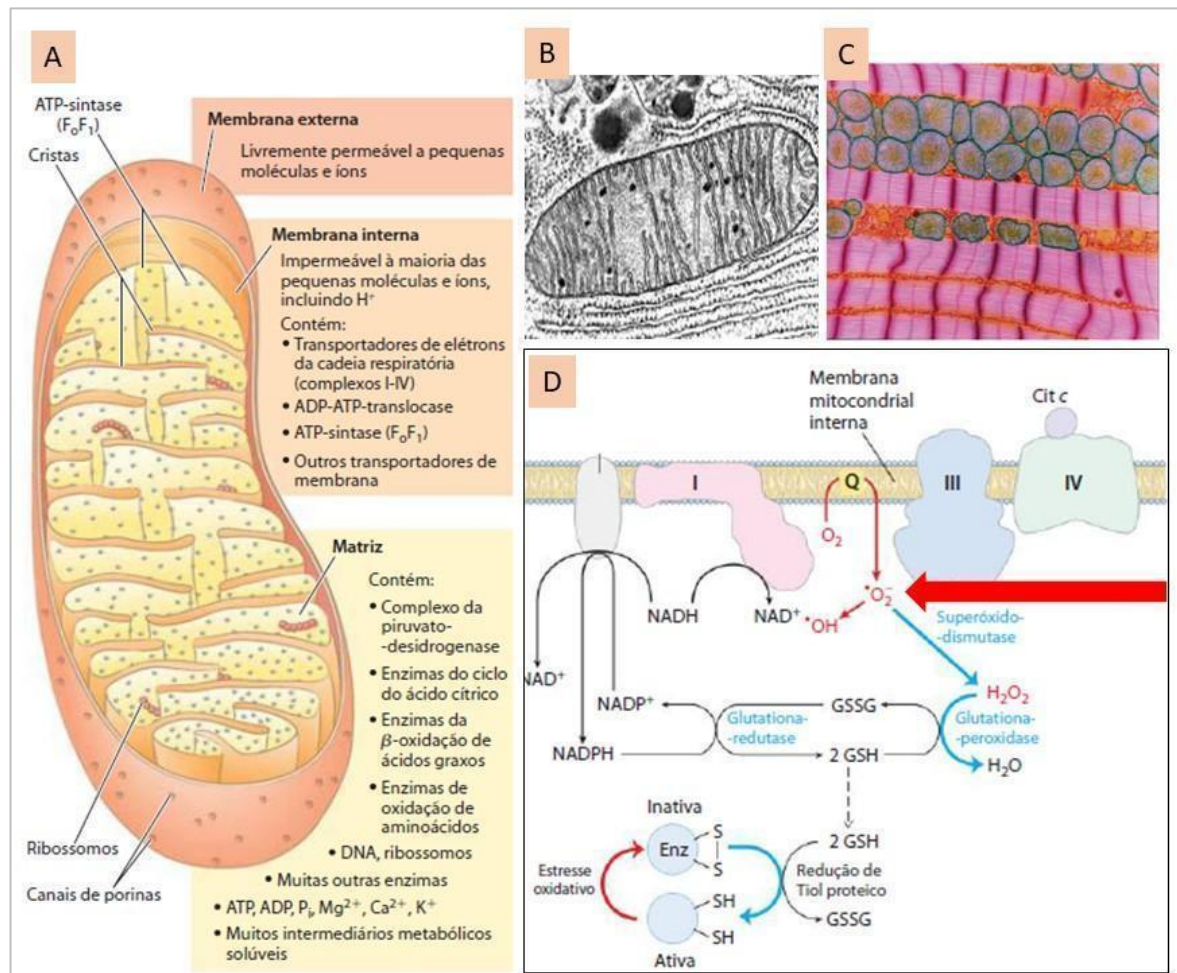 A
ATP-sintase
(FₒF₁)
Cristas
Membrana externa
Livremente permeável a pequenas
moléculas e íons
Membrana interna
Impermeável à maioria das
pequenas moléculas e íons,
incluindo H⁺
Contém:
• Transportadores de elétrons
da cadeia respiratória
(complexos I-IV)
• ADP-ATP-translocase
• ATP-sintase (FₒF₁)
• Outros transportadores de
membrana
Matriz
Contém:
• Complexo da
piruvato-
-desidrogenase
• Enzimas do ciclo
do ácido cítrico
• Enzimas da
β-oxidação de
ácidos graxos
• Enzimas de
oxidação de
aminoácidos
• DNA, ribossomos
• Muitas outras enzimas
• ATP, ADP, Pᵢ, Mg²⁺, Ca²⁺, K⁺
• Muitos intermediários metabólicos
solúveis
Ribossomos
Canais de porinas
B
C
D
Membrana
mitocondrial
interna
Cit c
I
Q
III
IV
O₂
•O₂⁻
NADH
NAD⁺
•OH
Superóxido-
-dismutase
NAD⁺
NADP⁺
GSSG
H₂O₂
Glutationa-
-redutase
Glutationa-
-peroxidase
NADPH
2 GSH
H₂O
Inativa
Enz
S
S
2 GSH
Estresse
oxidativo
Redução de
Tiol proteico
SH
SH
GSSG
Ativa